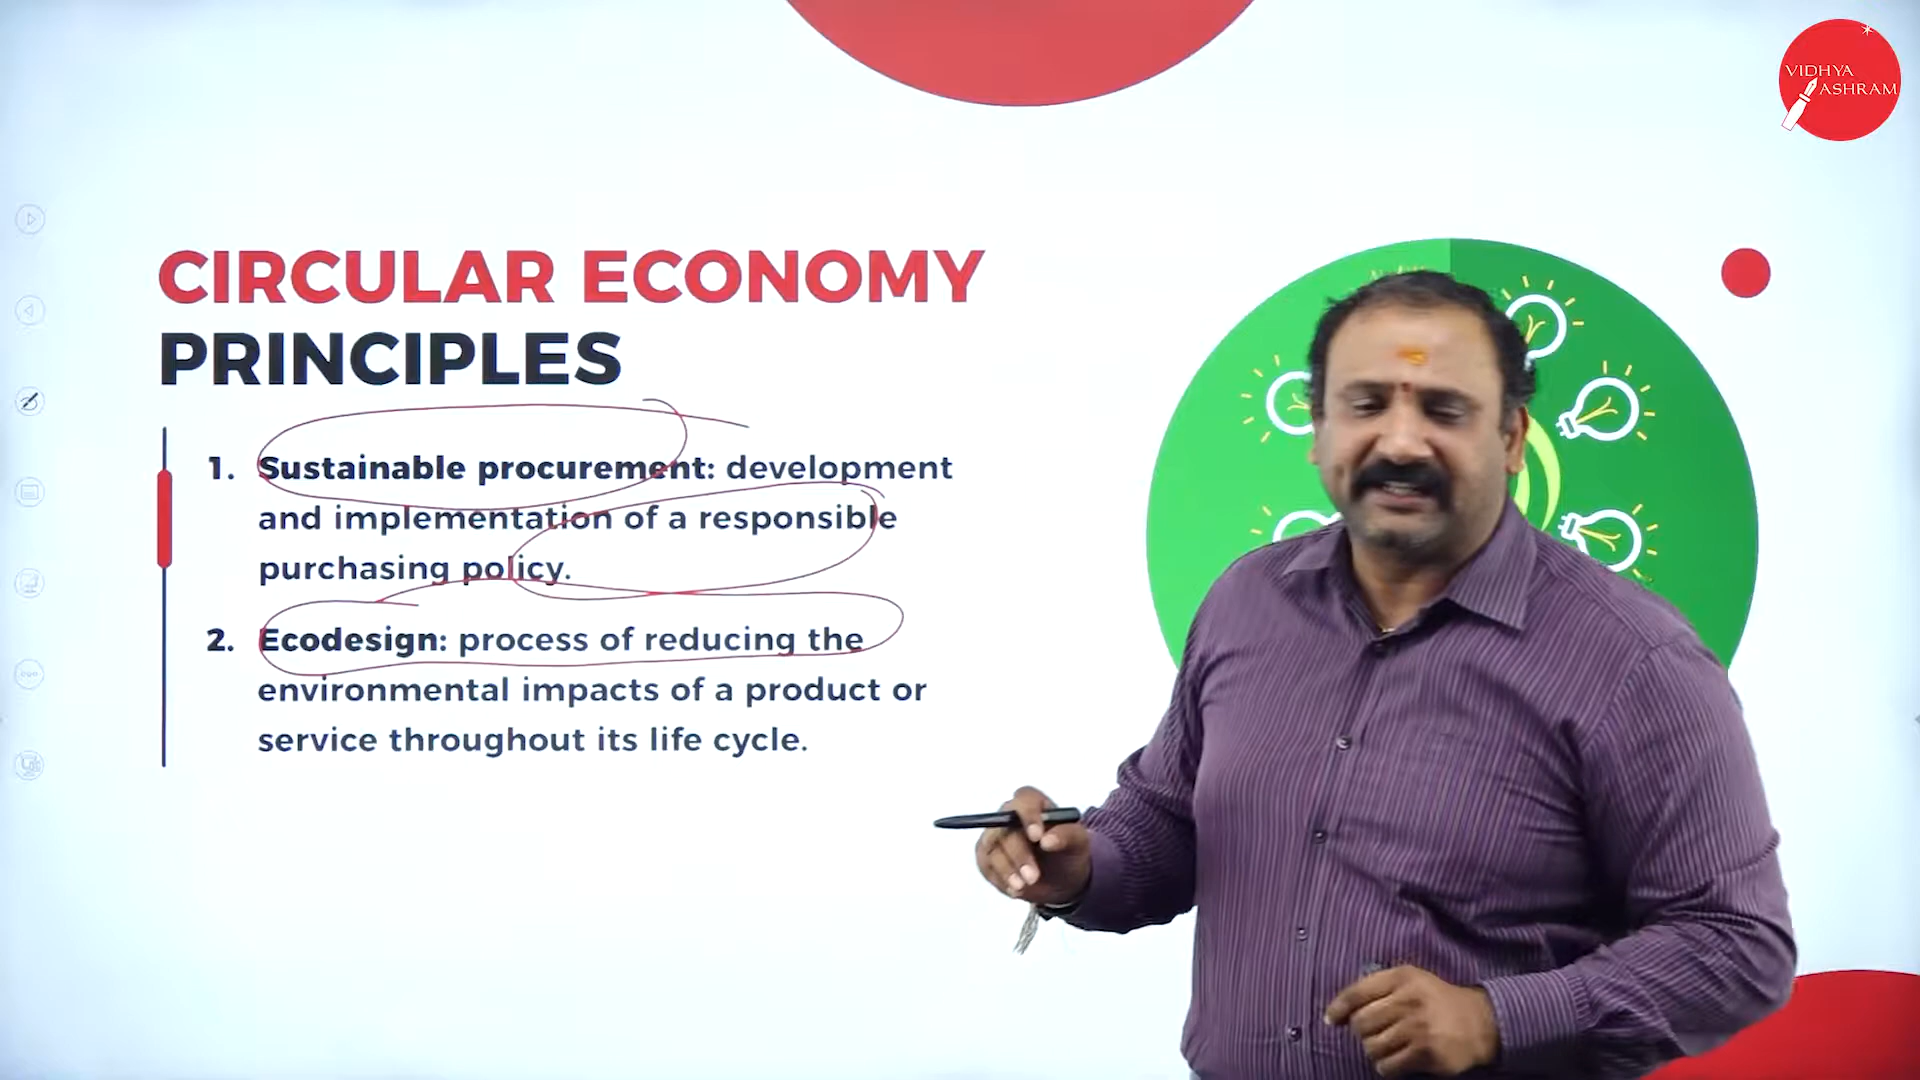 VIDHYA
ASHRAM
CIRCULAR ECONOMY
PRINCIPLES
1. Sustainable procurement: development
and implementation of a responsible
purchasing policy.
2. Ecodesign: process of reducing the
environmental impacts of a product or
service throughout its life cycle.